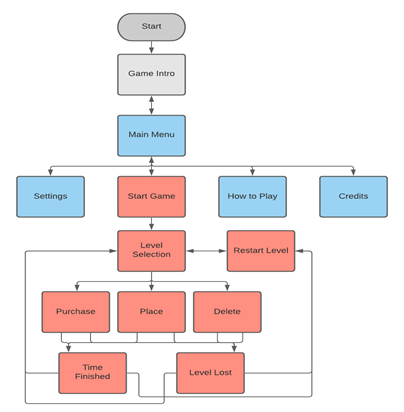 Start
Game Intro
Main Menu
Settings
Start Game
How to Play
Credits
Level
Selection
Restart Level
Purchase
Place
Delete
Time
Finished
Level Lost